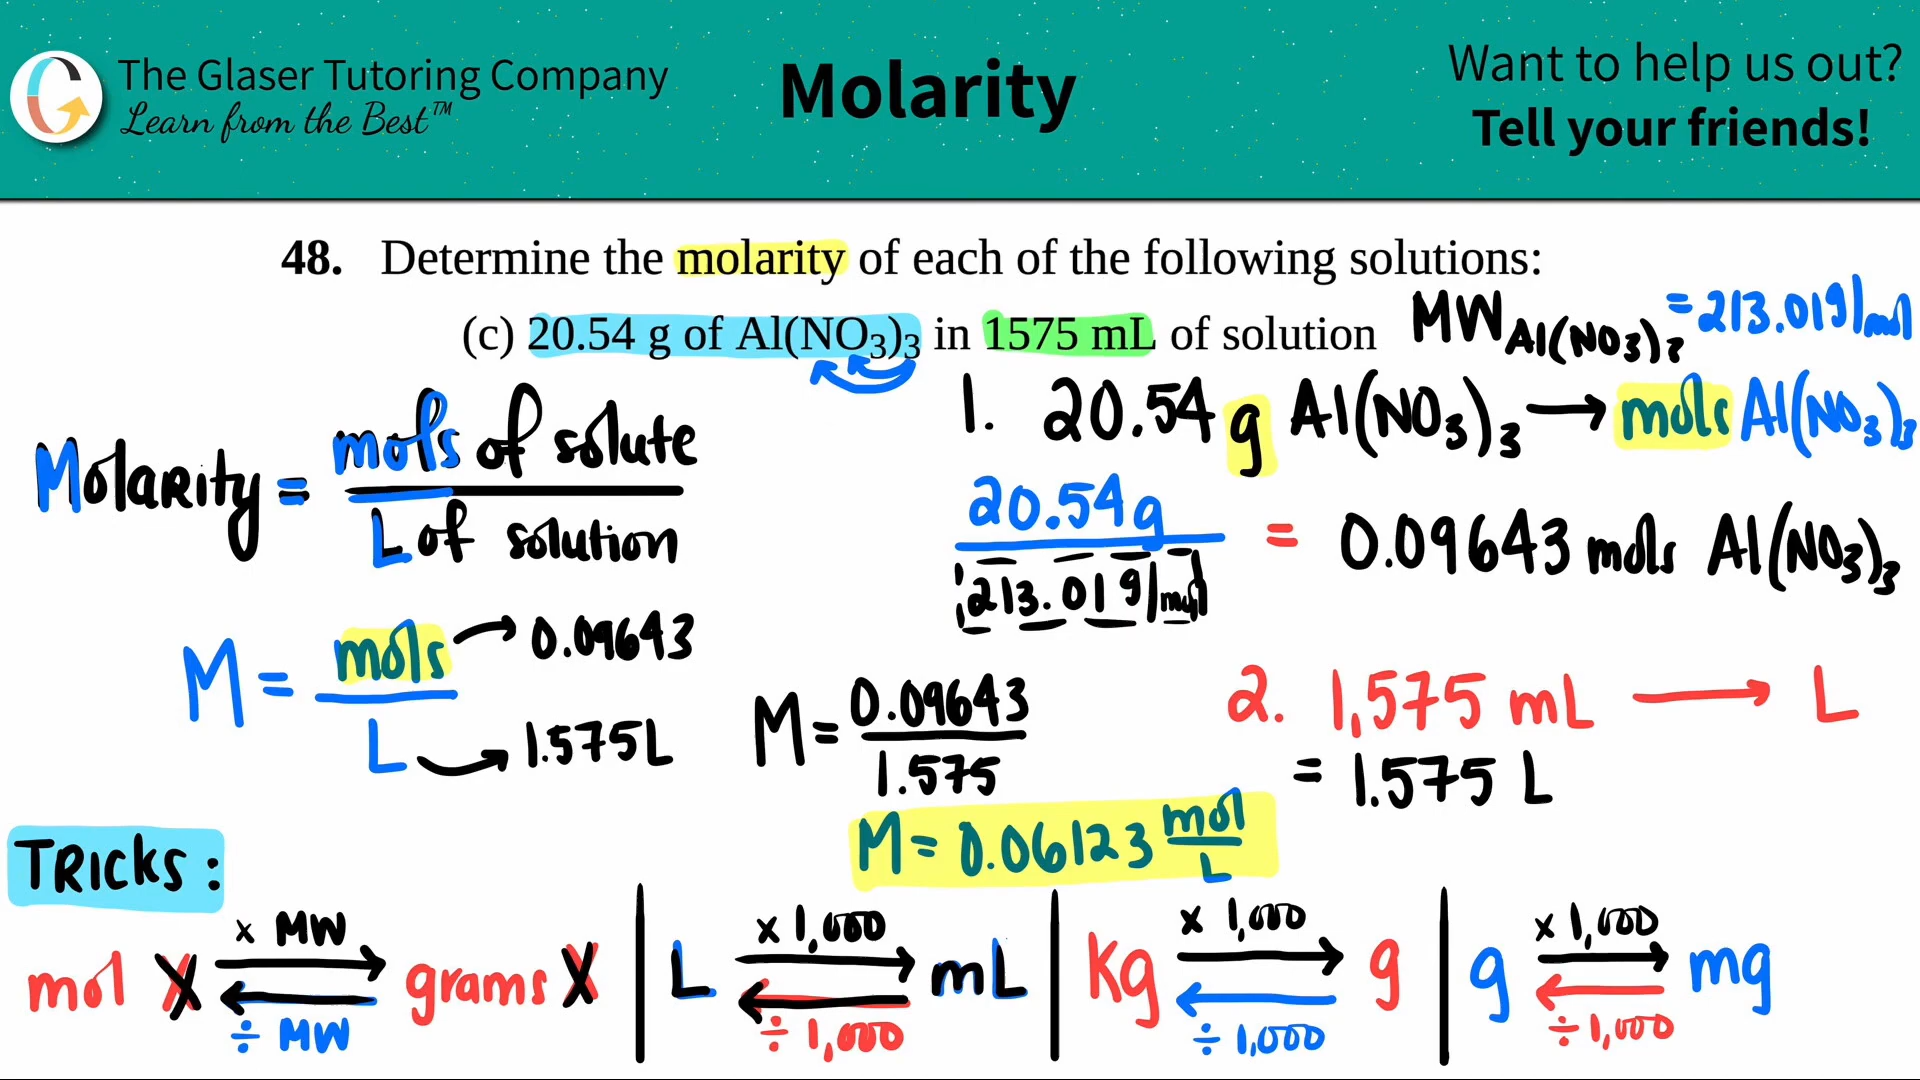 The Glaser Tutoring Company
Learn from the Best™
Molarity
Want to help us out?
Tell your friends!
48. Determine the molarity of each of the following solutions:
(c) 20.54 g of Al(NO₃)₃ in 1575 mL of solution
MW Al(NO₃)₃ = 213.01g/mol
Molarity = mols of solute
L of solution
1. 20.54 g Al(NO₃)₃ → mols Al(NO₃)₃
20.54g
213.01g/mol
= 0.09643 mols Al(NO₃)₃
M = mols → 0.09643
L → 1.575L
M = 0.09643
1.575
M = 0.06123 mol
L
2. 1,575 mL → L
= 1.575 L
TRICKS:
x MW
mol X grams X
÷ MW
x 1,000
L mL
÷ 1,000
x 1,000
Kg g
÷ 1,000
x 1,000
g mg
÷ 1,000